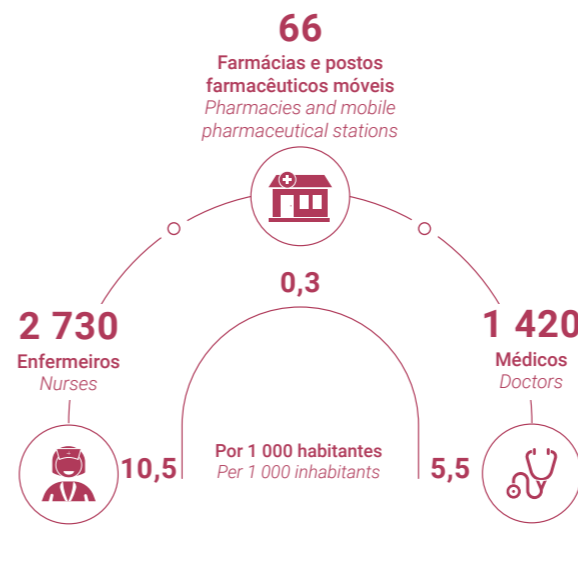 66
Farmácias e postos
farmacêuticos móveis
Pharmacies and mobile
pharmaceutical stations
0,3
2 730
Enfermeiros
Nurses
1 420
Médicos
Doctors
10,5
Por 1 000 habitantes
Per 1 000 inhabitants
5,5